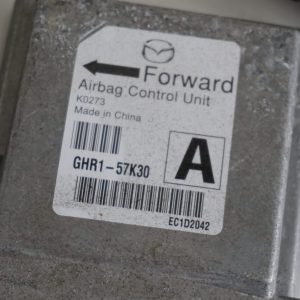 Forward
Airbag Control Unit
K0273
Made in China
GHR1-57K30
A
EC1D2042